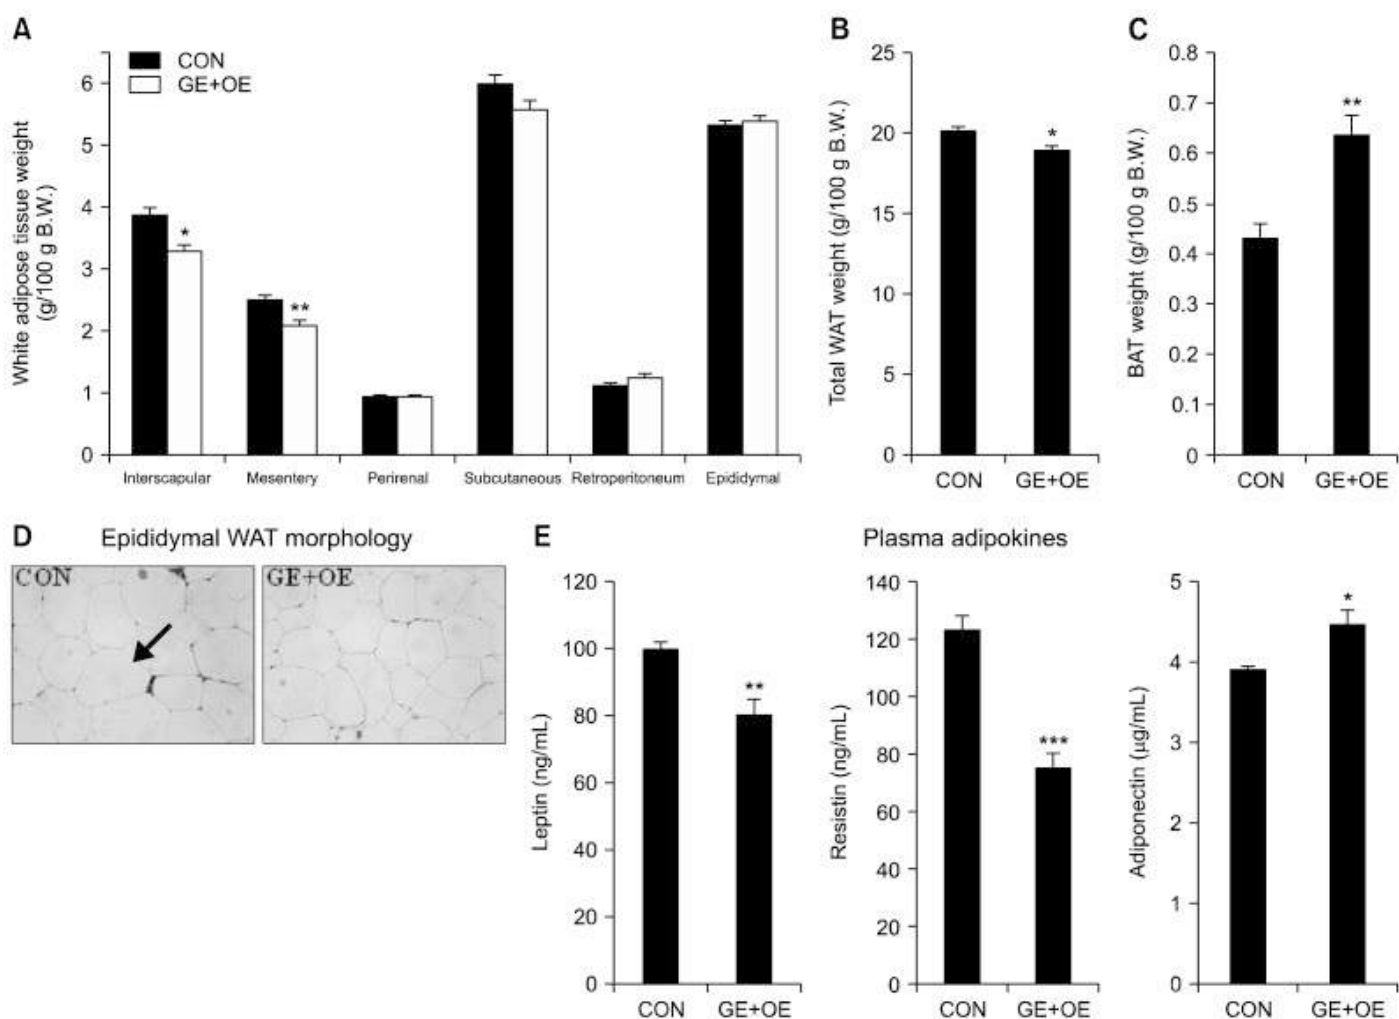 A
CON
GE+OE
White adipose tissue weight
(g/100 g B.W.)
6
5
4
3
2
1
0
*
**
Interscapular Mesentery Perirenal Subcutaneous Retroperitoneum Epididymal
B
Total WAT weight (g/100 g B.W.)
25
20
15
10
5
0
*
CON GE+OE
C
BAT weight (g/100 g B.W.)
0.8
0.7
0.6
0.5
0.4
0.3
0.2
0.1
0
**
CON GE+OE
D
Epididymal WAT morphology
CON
GE+OE
E
Plasma adipokines
Leptin (ng/mL)
120
100
80
60
40
20
0
**
CON GE+OE
Resistin (ng/mL)
140
120
100
80
60
40
20
0
***
CON GE+OE
Adiponectin (µg/mL)
5
4
3
2
1
0
*
CON GE+OE